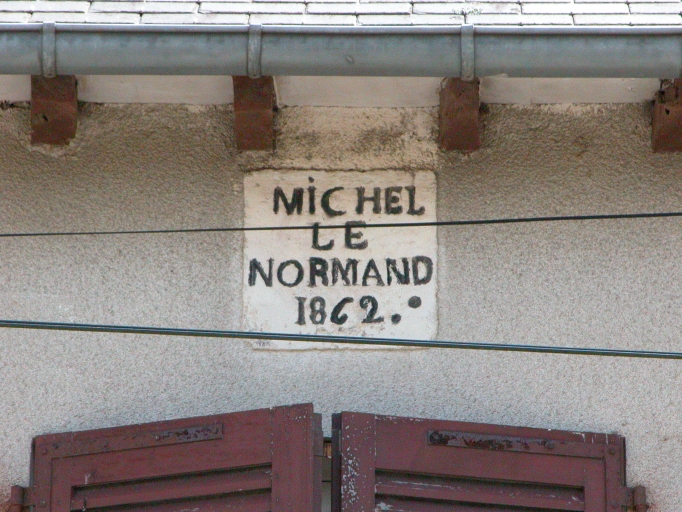 MiCHEL
LE
NORMAND
1862.•